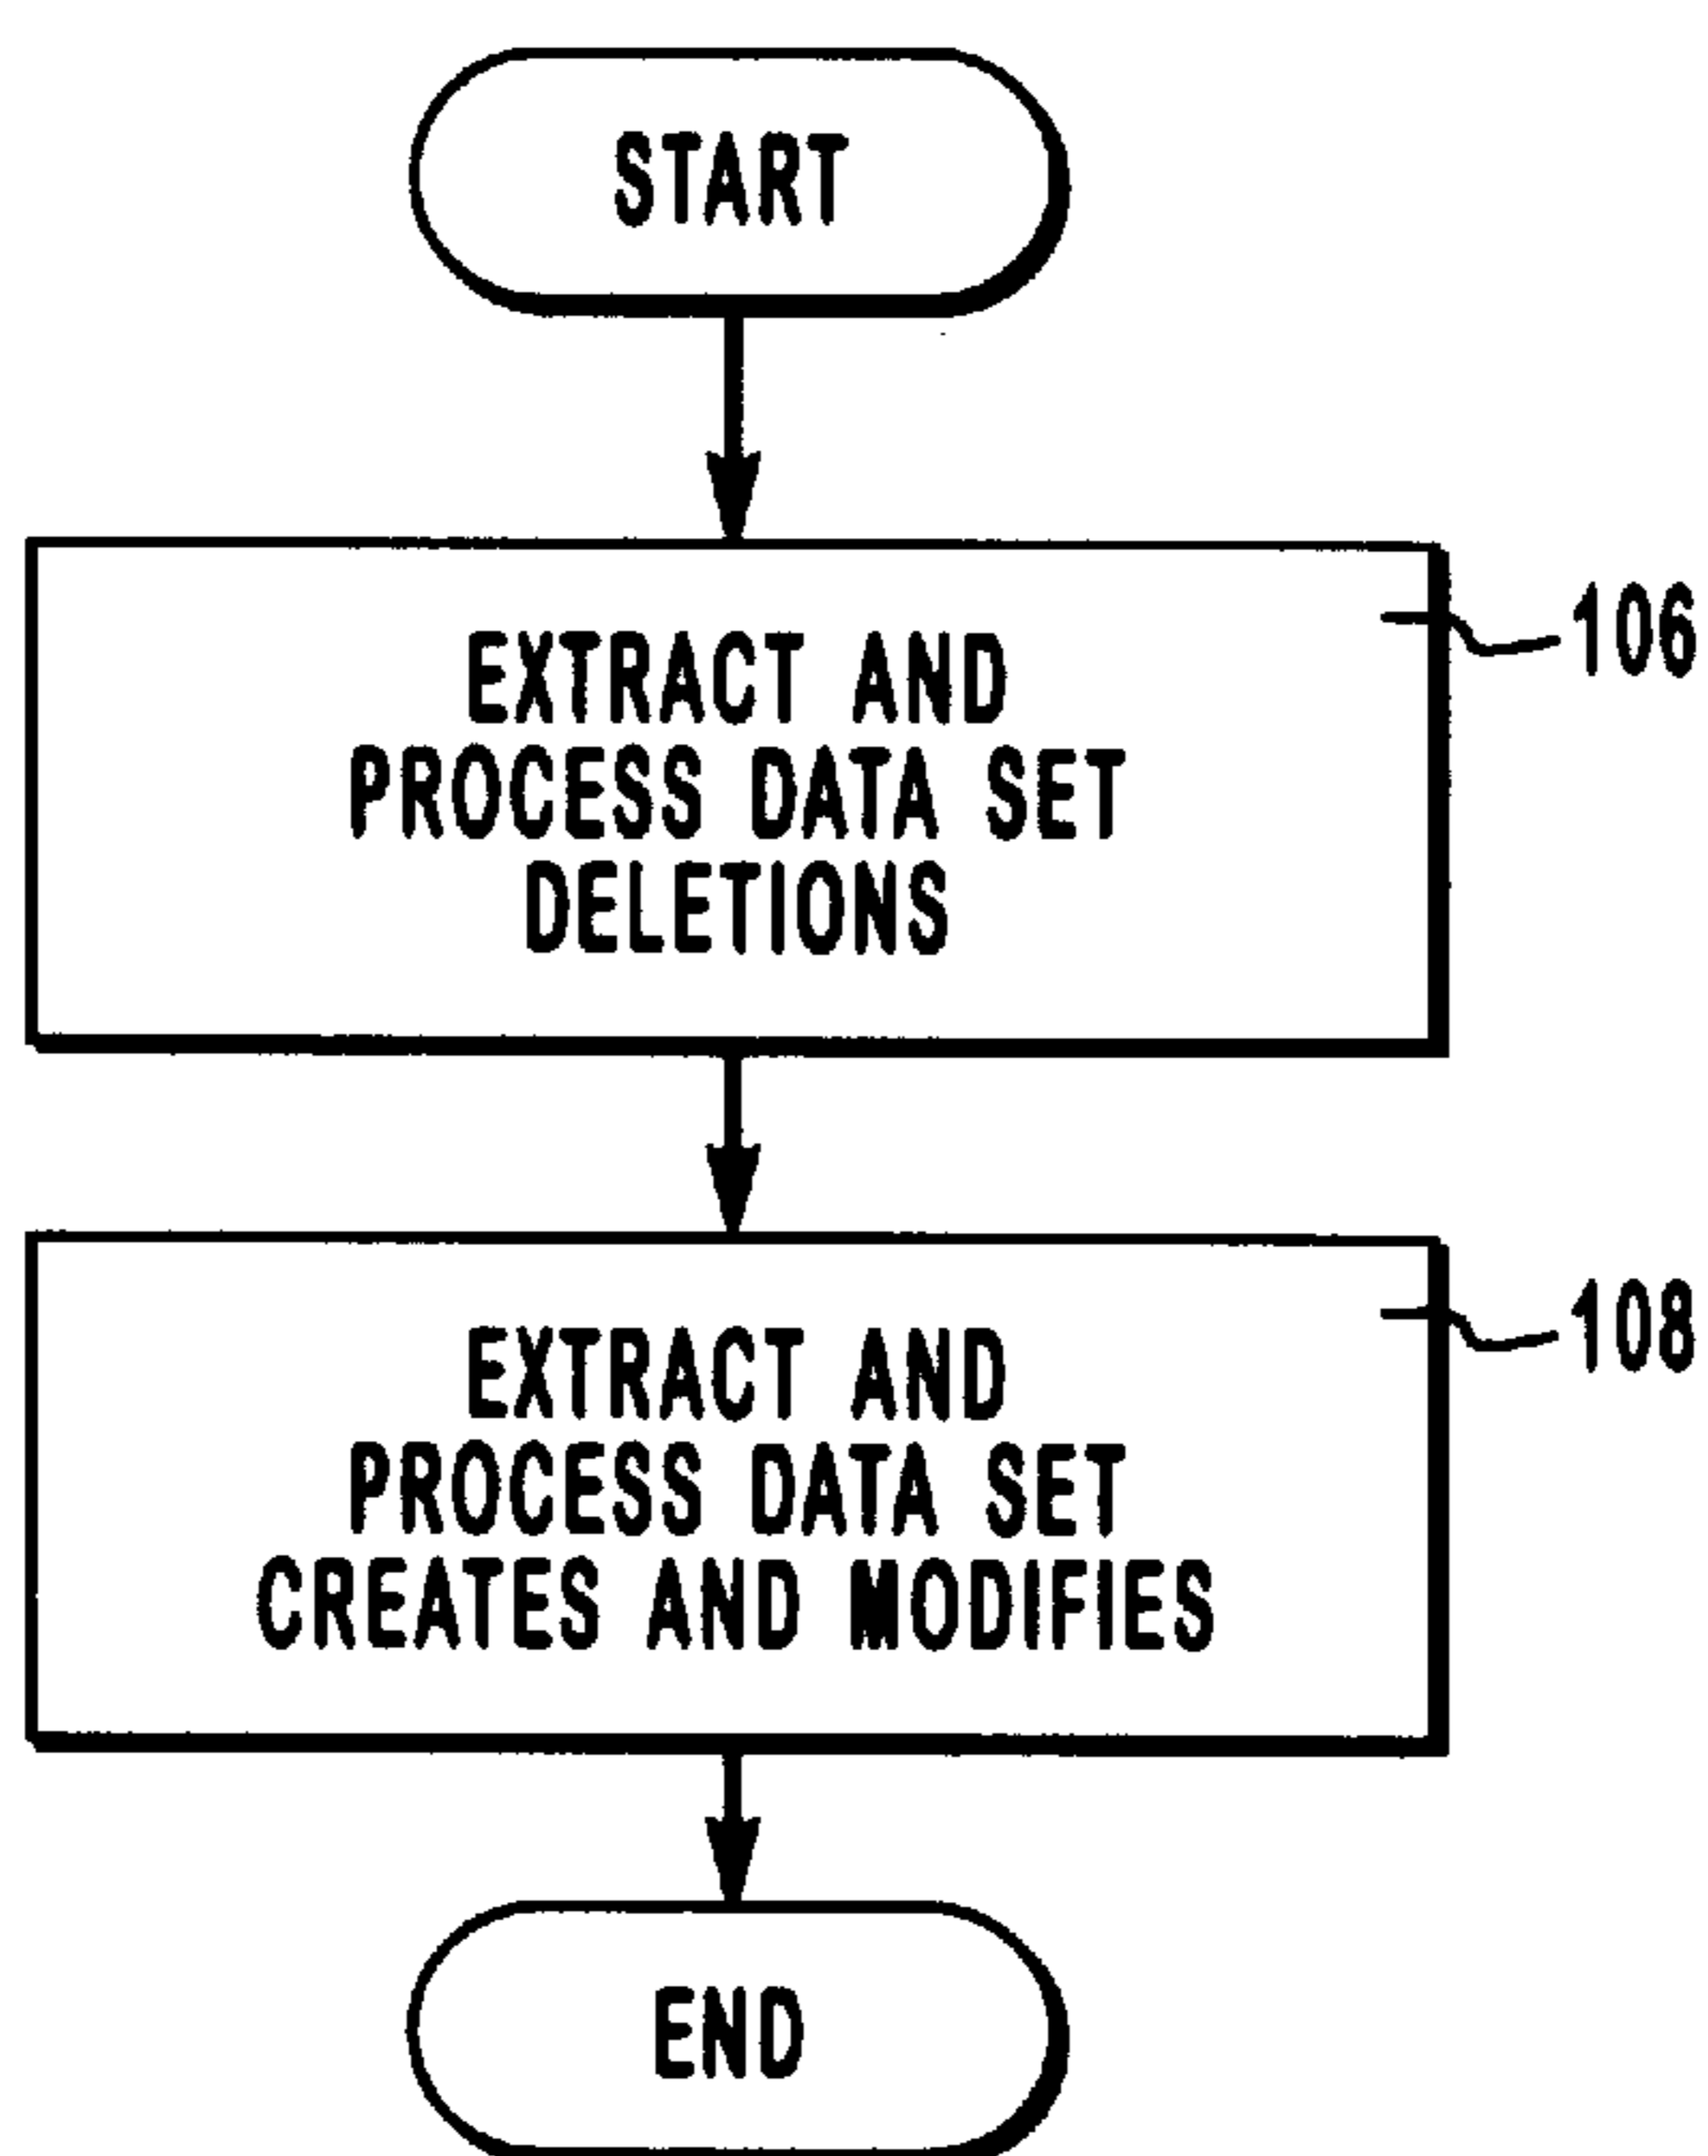 START
EXTRACT AND
PROCESS DATA SET
DELETIONS
106
EXTRACT AND
PROCESS DATA SET
CREATES AND MODIFIES
108
END